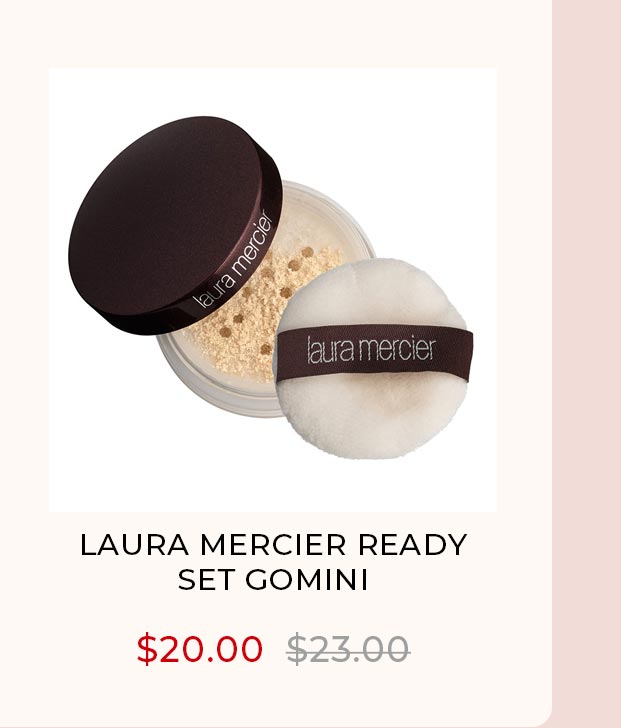 laura mercier
laura mercier
LAURA MERCIER READY
SET GOMINI
$20.00 $23.00